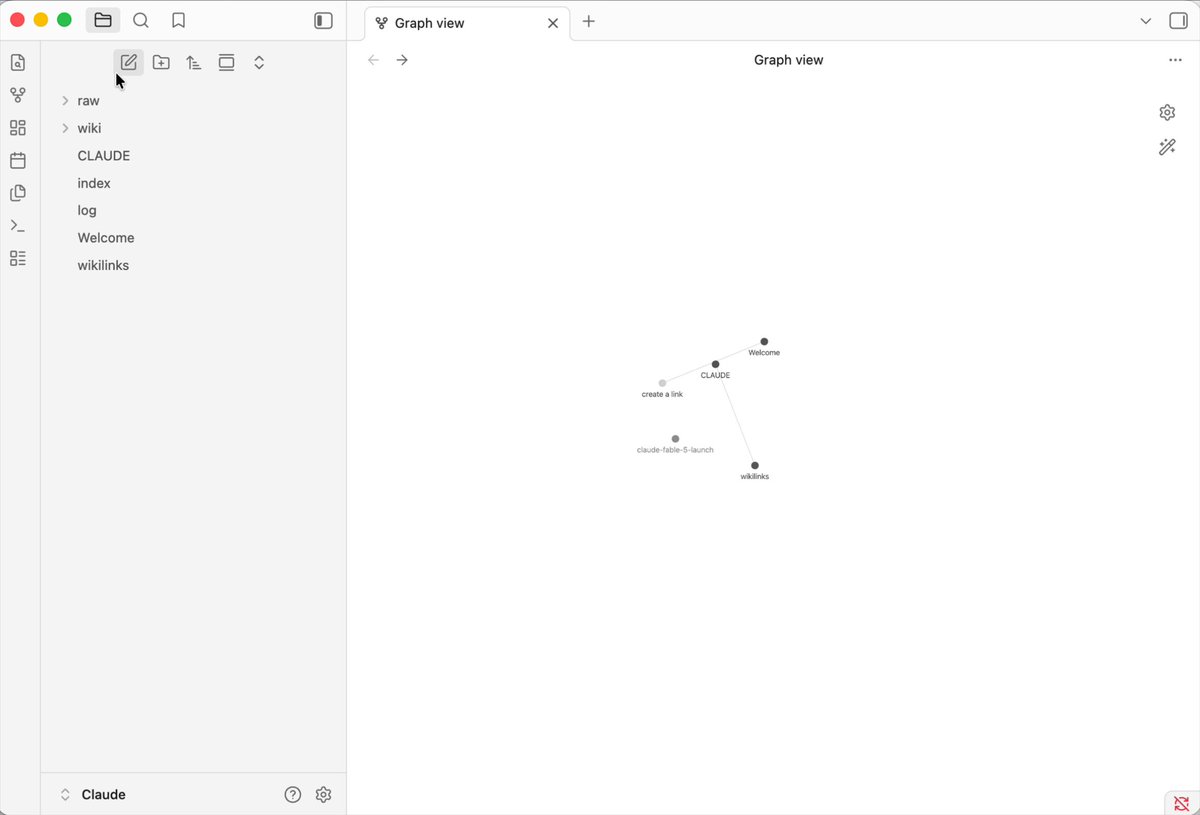 Graph view
Graph view
raw
wiki
CLAUDE
index
log
Welcome
wikilinks
Welcome
CLAUDE
create a link
claude-fable-5-launch
wikilinks
Claude